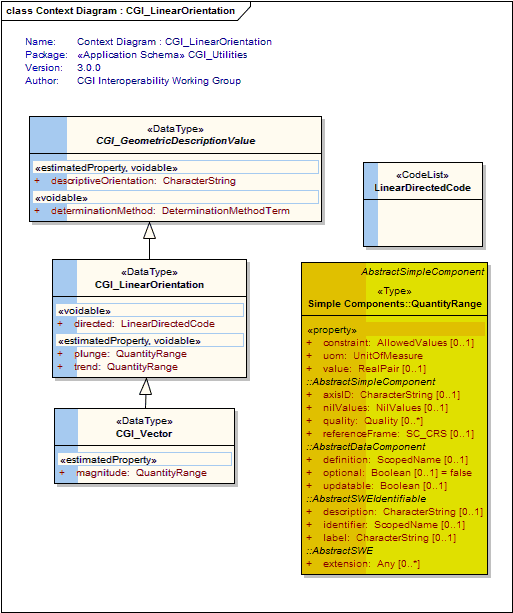 class Context Diagram : CGI_LinearOrientation
Name: Context Diagram : CGI_LinearOrientation
Package: «Application Schema» CGI_Utilities
Version: 3.0.0
Author: CGI Interoperability Working Group
«DataType»
CGI_GeometricDescriptionValue
«estimatedProperty, voidable»
+ descriptiveOrientation: CharacterString
«voidable»
+ determinationMethod: DeterminationMethodTerm
«CodeList»
LinearDirectedCode
«DataType»
CGI_LinearOrientation
«voidable»
+ directed: LinearDirectedCode
«estimatedProperty, voidable»
+ plunge: QuantityRange
+ trend: QuantityRange
«DataType»
CGI_Vector
«estimatedProperty»
+ magnitude: QuantityRange
AbstractSimpleComponent
«Type»
Simple Components::QuantityRange
«property»
+ constraint: AllowedValues [0..1]
+ uom: UnitOfMeasure
+ value: RealPair [0..1]
::AbstractSimpleComponent
+ axisID: CharacterString [0..1]
+ nilValues: NilValues [0..1]
+ quality: Quality [0..*]
+ referenceFrame: SC_CRS [0..1]
::AbstractDataComponent
+ definition: ScopedName [0..1]
+ optional: Boolean [0..1] = false
+ updatable: Boolean [0..1]
::AbstractSWEIdentifiable
+ description: CharacterString [0..1]
+ identifier: ScopedName [0..1]
+ label: CharacterString [0..1]
::AbstractSWE
+ extension: Any [0..*]